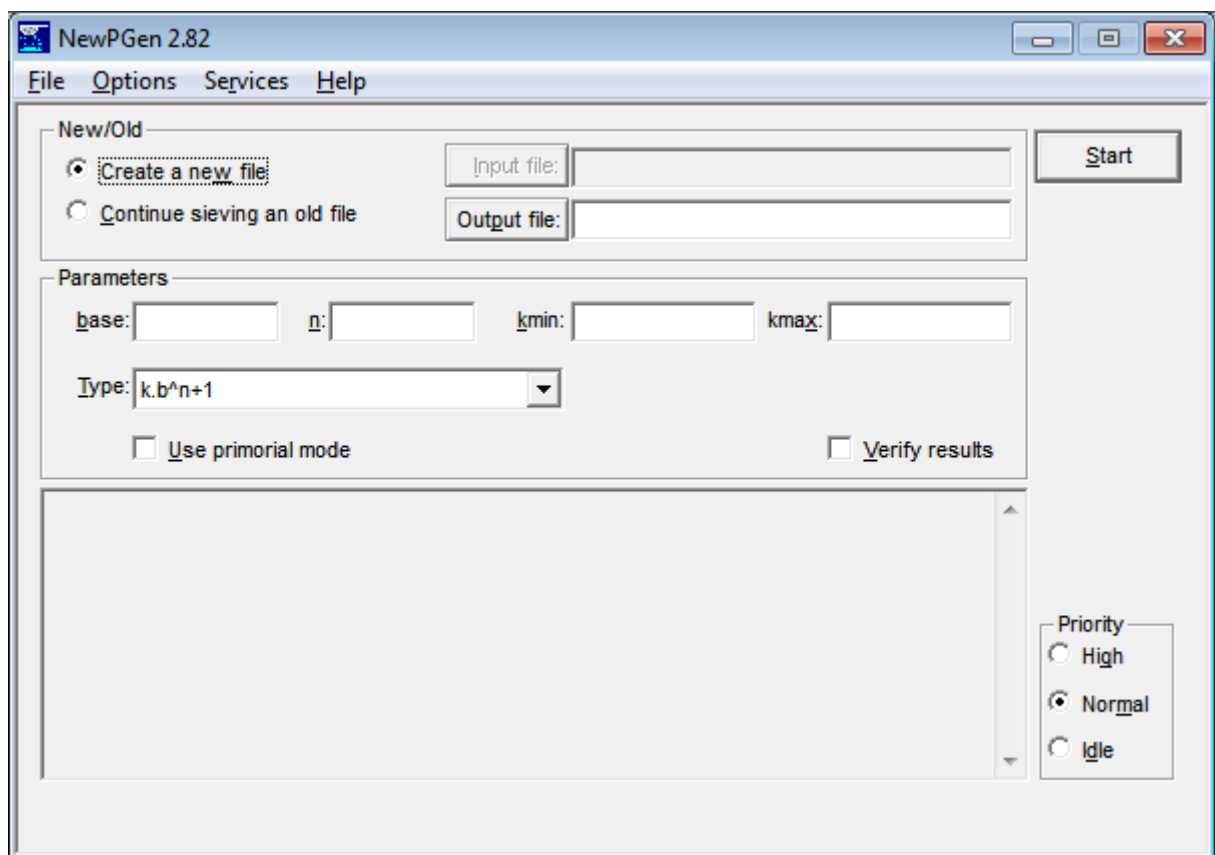 NewPGen 2.82
File Options Services Help
New/Old
Create a new file
Input file:
Start
Continue sieving an old file
Output file:
Parameters
base: n: kmin: kmax:
Type: k.b^n+1
Use primorial mode Verify results
Priority
High
Normal
Idle